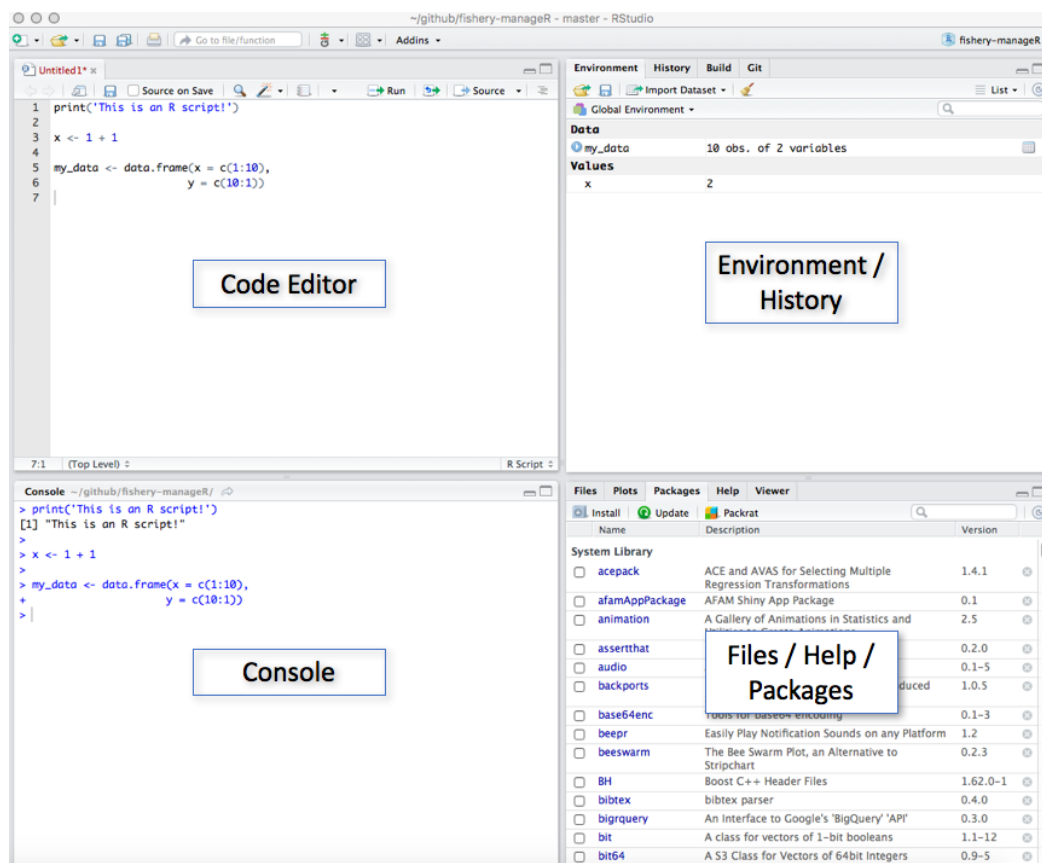 ~/github/fishery-manageR - master - RStudio
Go to file/function Addins fishery-manageR
Untitled1*
Source on Save Run Source
1 print('This is an R script!')
2
3 x <- 1 + 1
4
5 my_data <- data.frame(x = c(1:10),
6 y = c(10:1))
7
Code Editor
7:1 (Top Level) R Script
Environment History Build Git
Import Dataset List
Global Environment
Data
my_data 10 obs. of 2 variables
Values
x 2
Environment /
History
Console ~/github/fishery-manageR/
> print('This is an R script!')
[1] "This is an R script!"
>
> x <- 1 + 1
>
> my_data <- data.frame(x = c(1:10),
+ y = c(10:1))
>
Console
Files Plots Packages Help Viewer
Install Update Packrat
Name Description Version
System Library
acepack ACE and AVAS for Selecting Multiple 1.4.1
Regression Transformations
afamAppPackage AFAM Shiny App Package 0.1
animation A Gallery of Animations in Statistics and 2.5
assertthat 0.2.0
audio 0.1-5
backports duced 1.0.5
Files / Help /
Packages
base64enc Tools for base64 encoding 0.1-3
beepr Easily Play Notification Sounds on any Platform 1.2
beeswarm The Bee Swarm Plot, an Alternative to 0.2.3
Stripchart
BH Boost C++ Header Files 1.62.0-1
bibtex bibtex parser 0.4.0
bigrquery An Interface to Google's 'BigQuery' 'API' 0.3.0
bit A class for vectors of 1-bit booleans 1.1-12
bit64 A S3 Class for Vectors of 64bit Integers 0.9-5